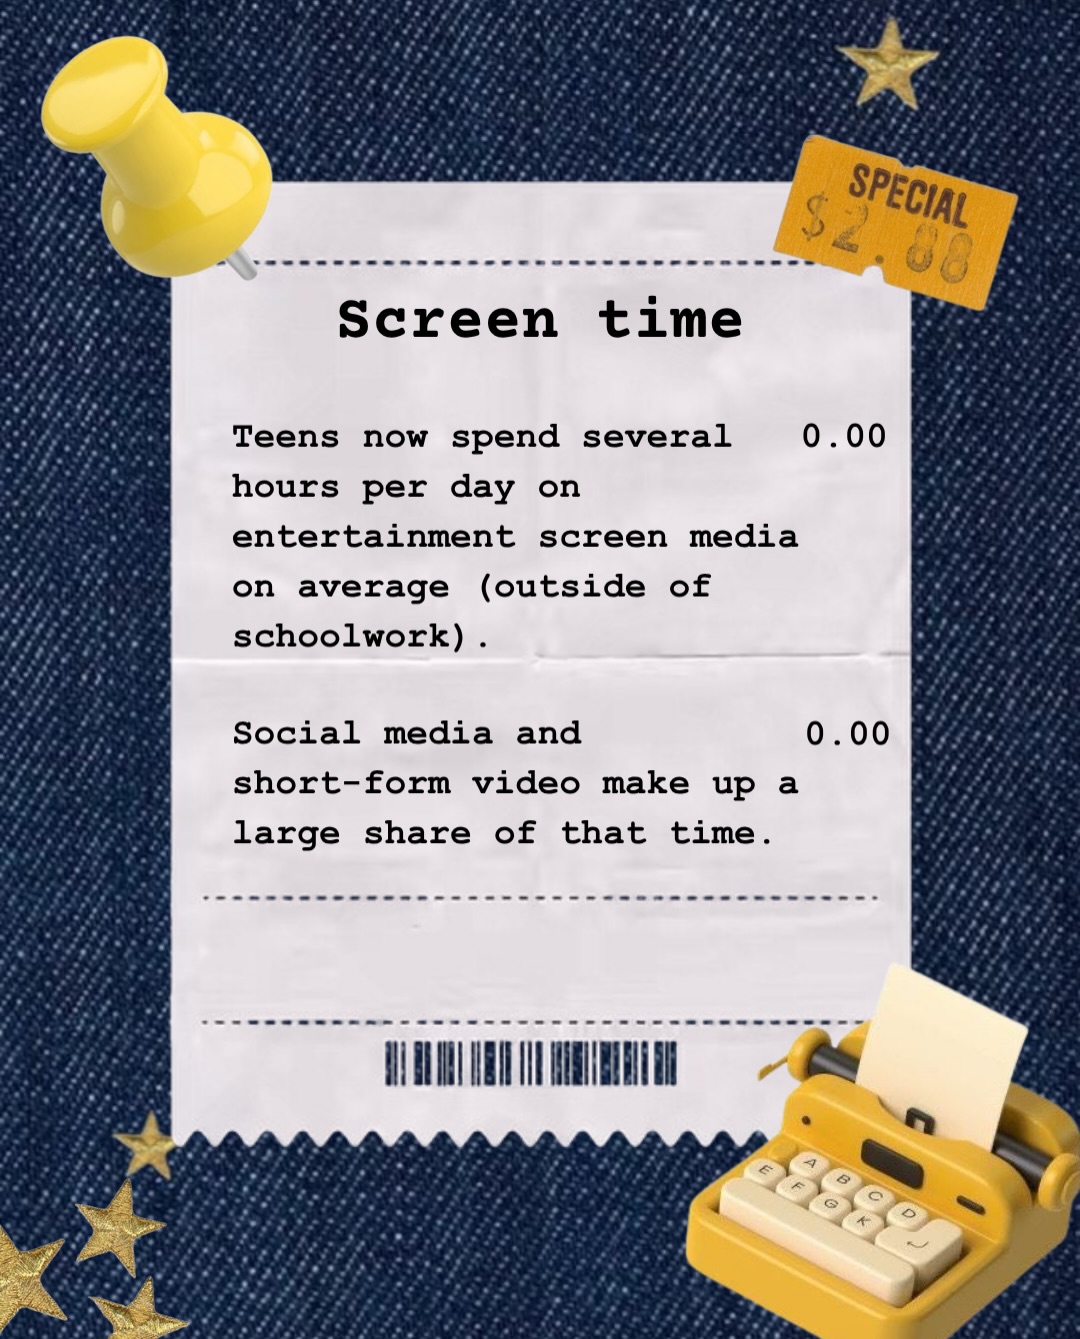 SPECIAL
$2.88
Screen time
Teens now spend several 0.00
hours per day on
entertainment screen media
on average (outside of
schoolwork).
Social media and 0.00
short-form video make up a
large share of that time.
A
E B
F C
G D
K